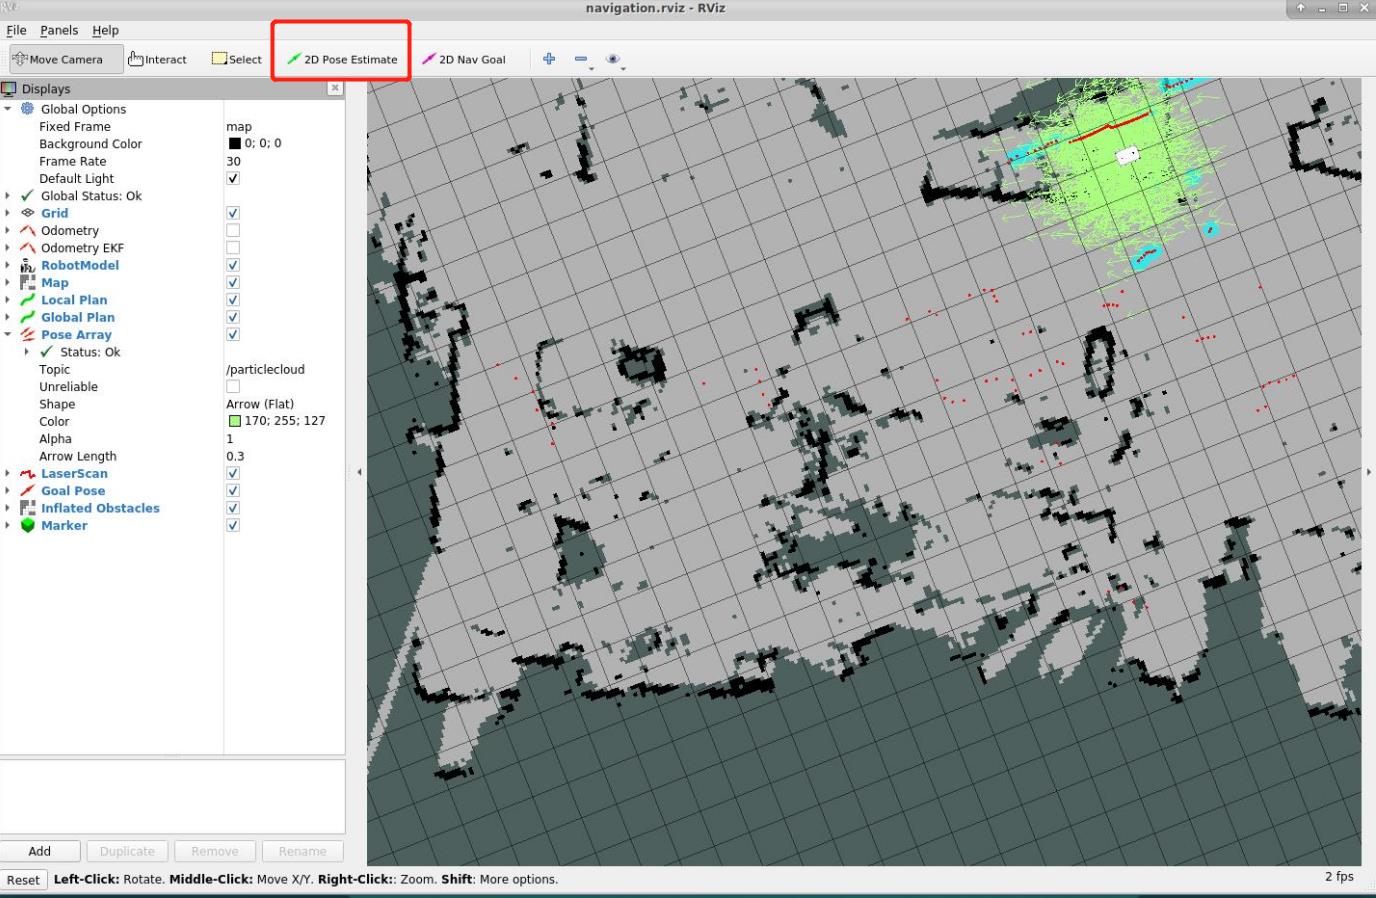 navigation.rviz - RViz
File Panels Help
Move Camera Interact Select 2D Pose Estimate 2D Nav Goal
Displays
Global Options
Fixed Frame map
Background Color 0; 0; 0
Frame Rate 30
Default Light
Global Status: Ok
Grid
Odometry
Odometry EKF
RobotModel
Map
Local Plan
Global Plan
Pose Array
Status: Ok
Topic /particlecloud
Unreliable
Shape Arrow (Flat)
Color 170; 255; 127
Alpha 1
Arrow Length 0.3
LaserScan
Goal Pose
Inflated Obstacles
Marker
Add Duplicate Remove Rename
Reset Left-Click: Rotate. Middle-Click: Move X/Y. Right-Click:: Zoom. Shift: More options. 2 fps